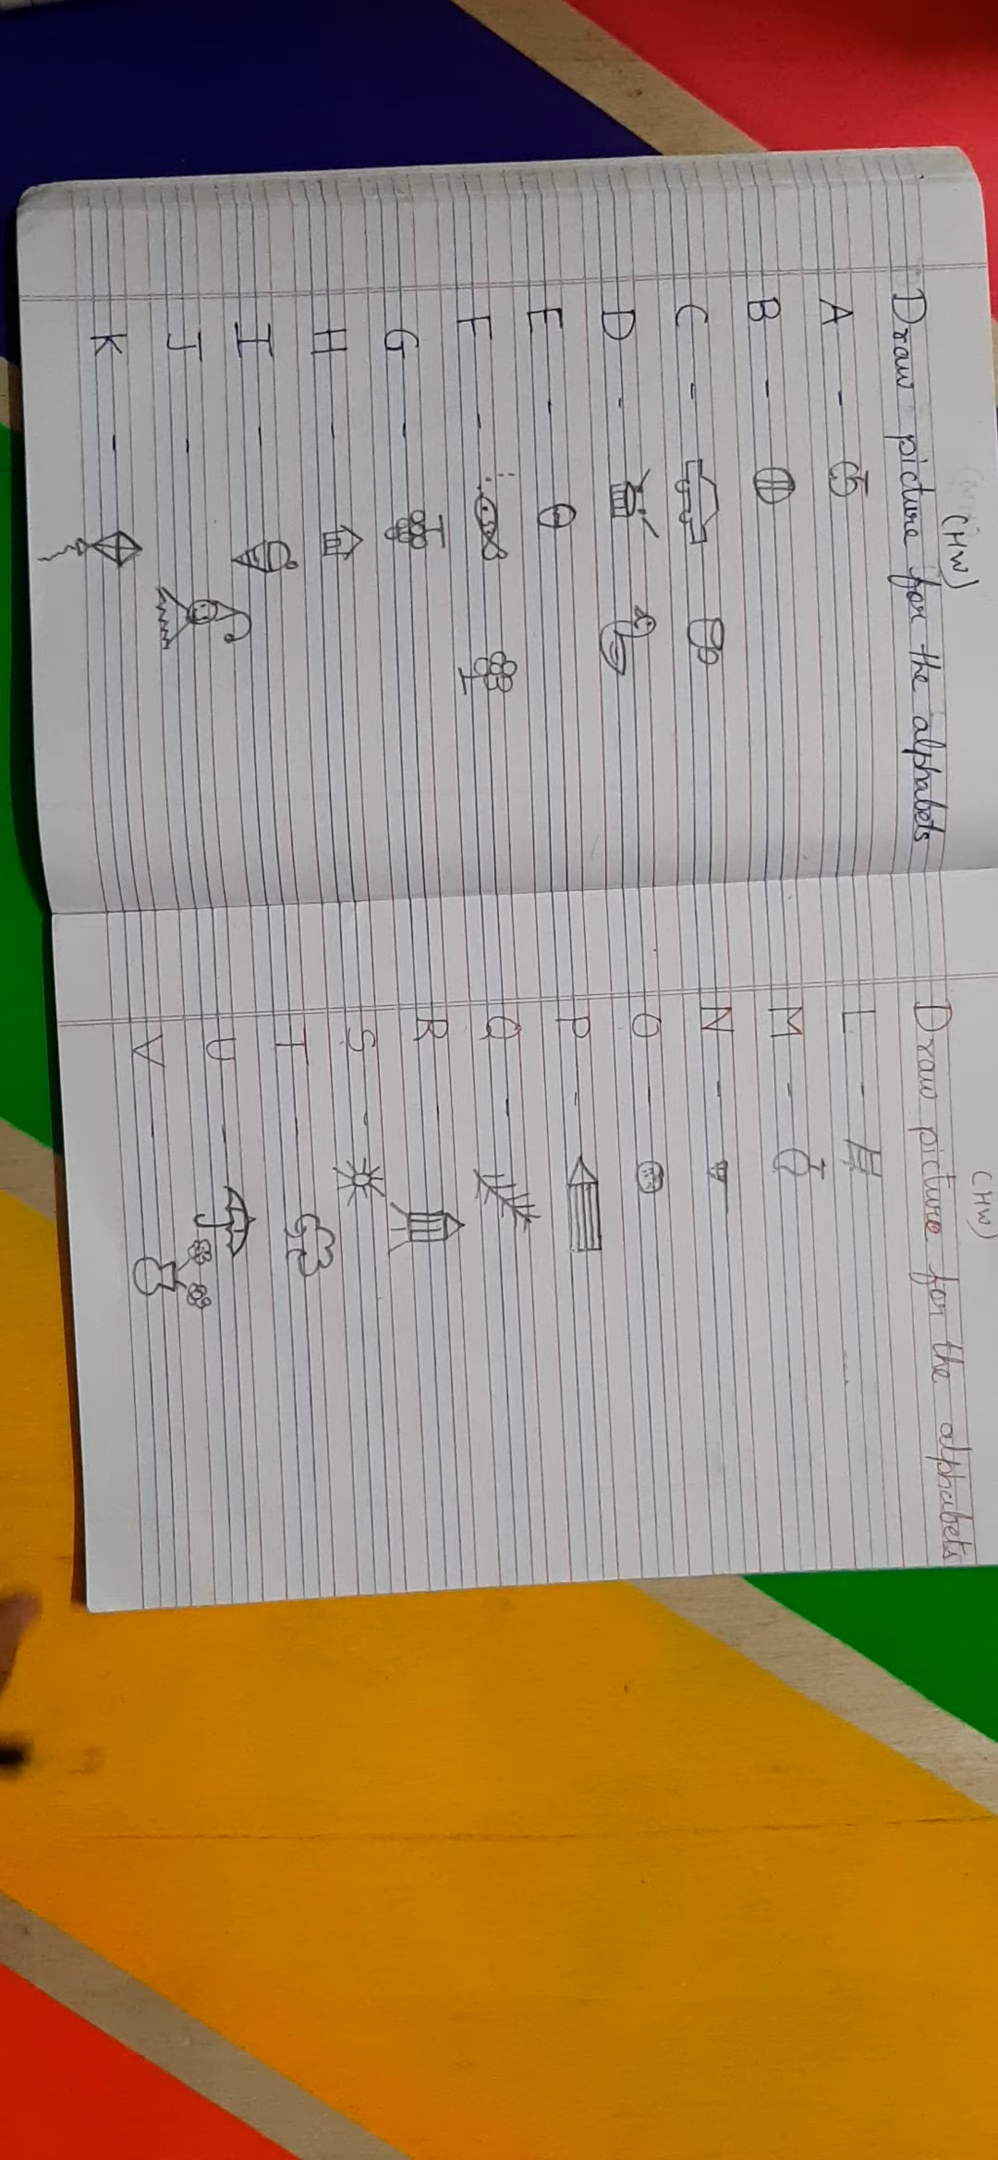 (HW)
Draw picture for the alphabets
A -
B -
C -
D -
E -
F -
G -
H -
I -
J -
K -
(HW)
Draw picture for the alphabets
L -
M -
N -
O -
P -
Q -
R -
S -
T -
U -
V -